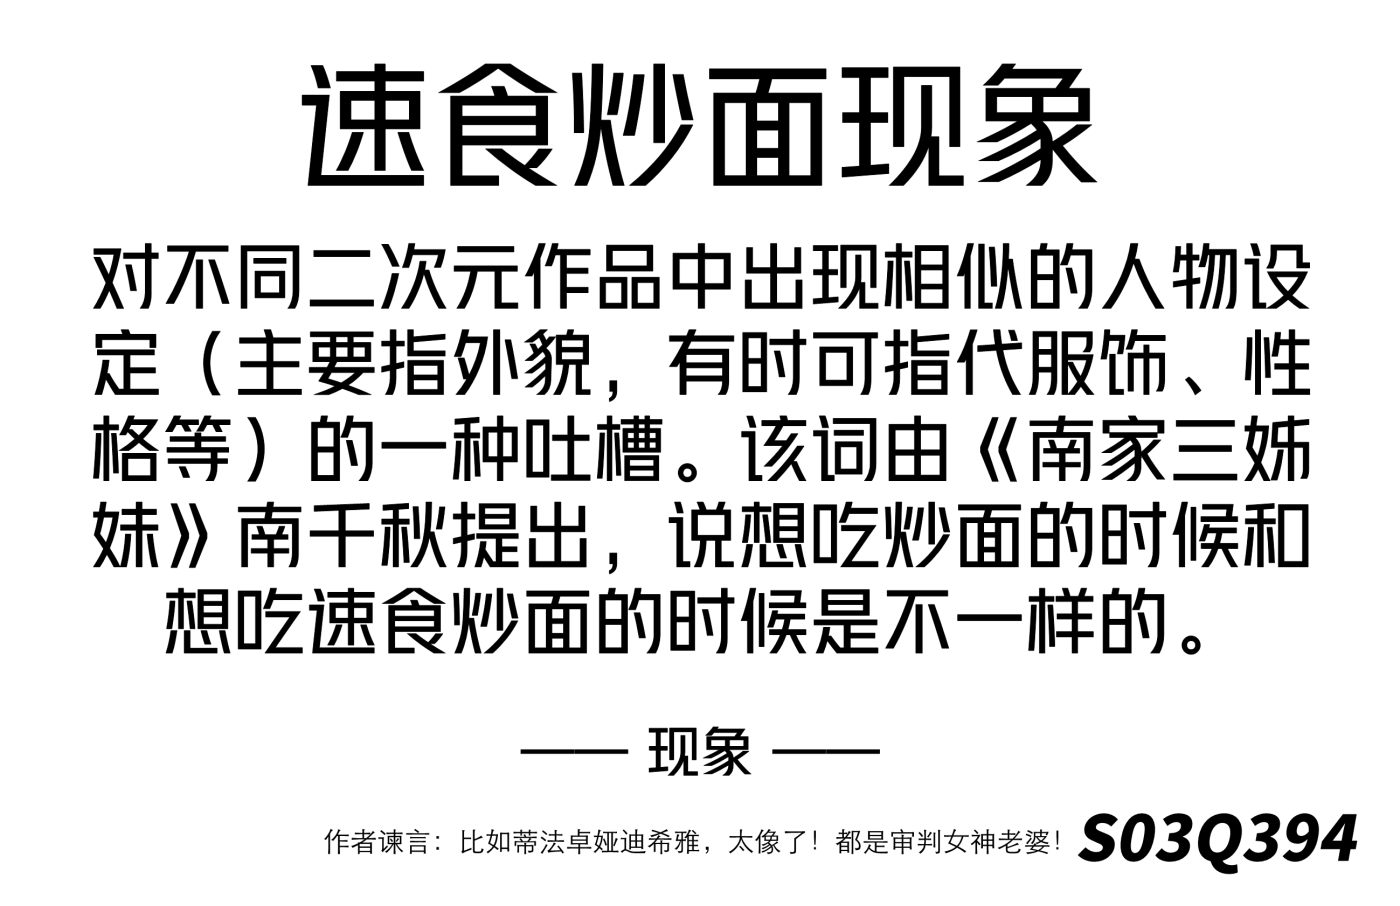 速食炒面现象
对不同二次元作品中出现相似的人物设
定（主要指外貌，有时可指代服饰、性
格等）的一种吐槽。该词由《南家三姊
妹》南千秋提出，说想吃炒面的时候和
想吃速食炒面的时候是不一样的。
—— 现象 ——
作者谏言：比如蒂法卓娅迪希雅，太像了！都是审判女神老婆！
S03Q394